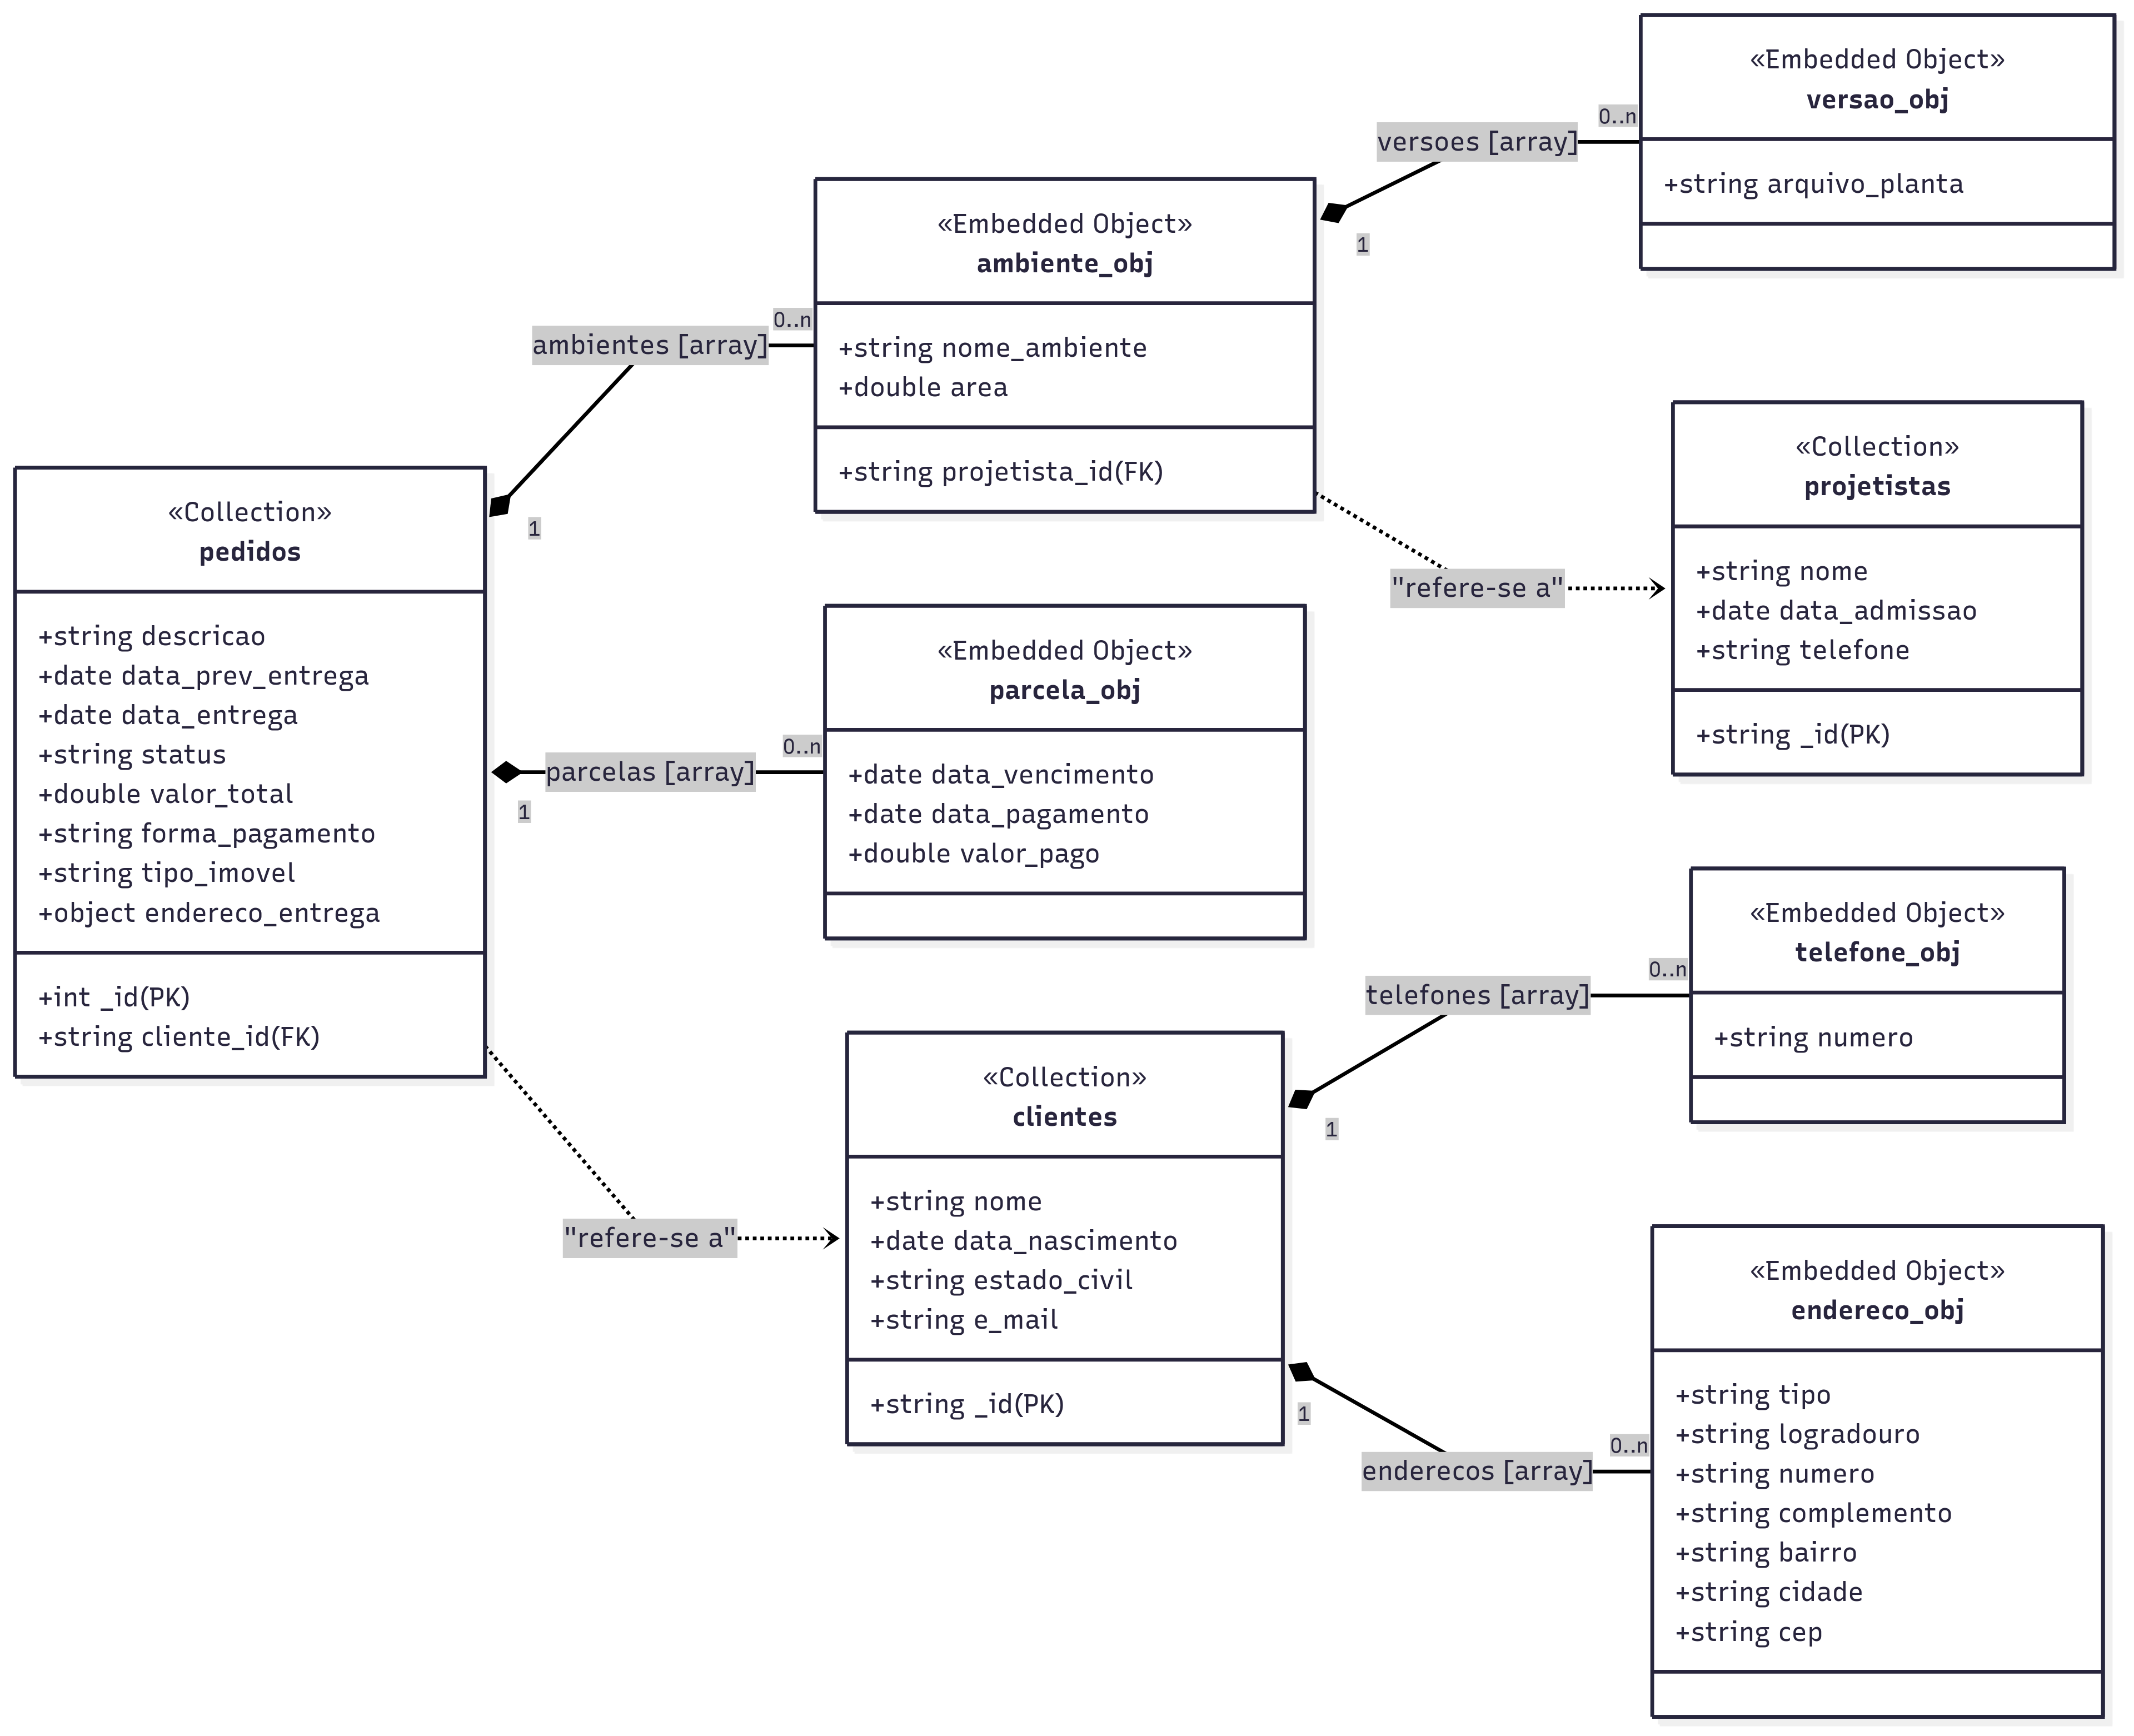 «Embedded Object»
versao_obj
+string arquivo_planta
versoes [array]
0..n
1
«Embedded Object»
ambiente_obj
+string nome_ambiente
+double area
+string projetista_id(FK)
ambientes [array]
0..n
1
«Collection»
projetistas
+string nome
+date data_admissao
+string telefone
+string _id(PK)
"refere-se a"
«Collection»
pedidos
+string descricao
+date data_prev_entrega
+date data_entrega
+string status
+double valor_total
+string forma_pagamento
+string tipo_imovel
+object endereco_entrega
+int _id(PK)
+string cliente_id(FK)
«Embedded Object»
parcela_obj
+date data_vencimento
+date data_pagamento
+double valor_pago
parcelas [array]
0..n
1
«Embedded Object»
telefone_obj
+string numero
telefones [array]
0..n
1
«Collection»
clientes
+string nome
+date data_nascimento
+string estado_civil
+string e_mail
+string _id(PK)
"refere-se a"
«Embedded Object»
endereco_obj
+string tipo
+string logradouro
+string numero
+string complemento
+string bairro
+string cidade
+string cep
enderecos [array]
0..n
1